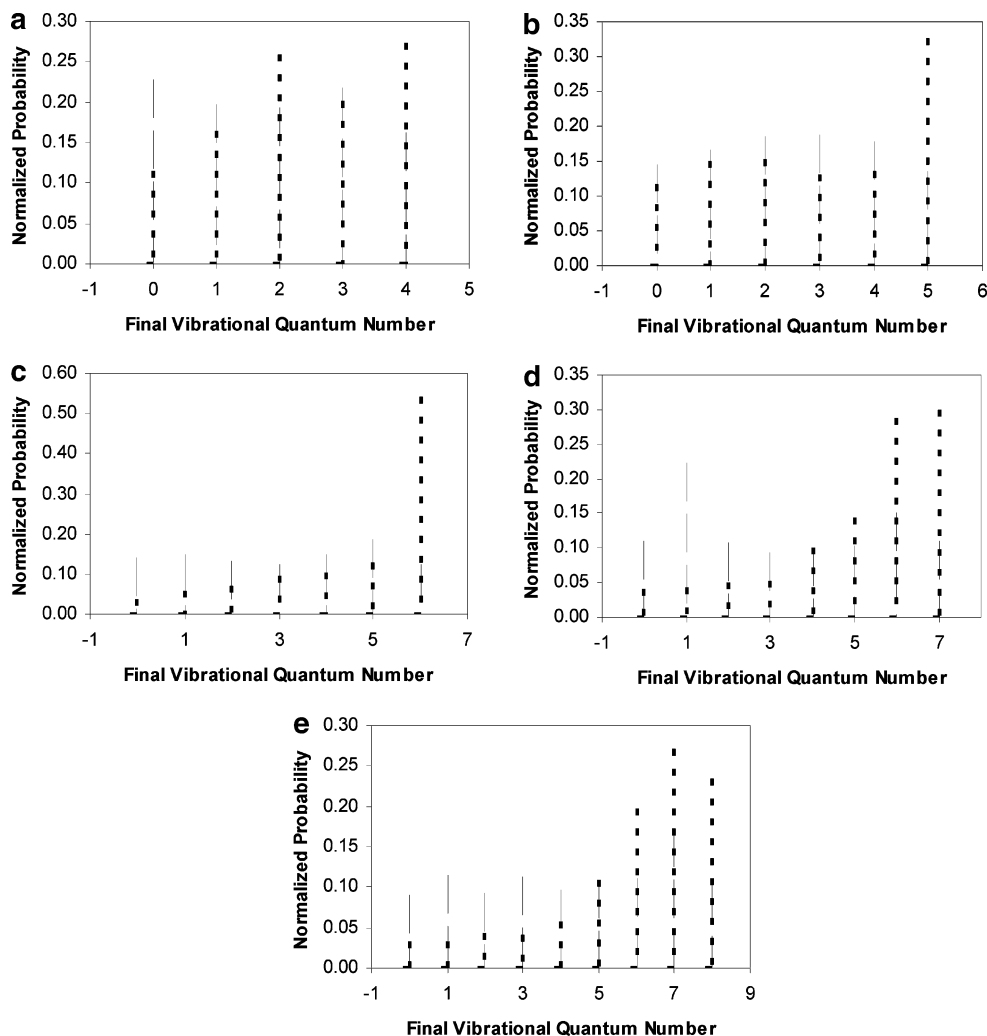 a
0.30
0.25
0.20
0.15
0.10
0.05
0.00
Normalized Probability
-1 0 1 2 3 4 5
Final Vibrational Quantum Number
b
0.35
0.30
0.25
0.20
0.15
0.10
0.05
0.00
Normalized Probability
-1 0 1 2 3 4 5 6
Final Vibrational Quantum Number
c
0.60
0.50
0.40
0.30
0.20
0.10
0.00
Normalized Probability
-1 1 3 5 7
Final Vibrational Quantum Number
d
0.35
0.30
0.25
0.20
0.15
0.10
0.05
0.00
Normalized Probability
-1 1 3 5 7
Final Vibrational Quantum Number
e
0.30
0.25
0.20
0.15
0.10
0.05
0.00
Normalized Probability
-1 1 3 5 7 9
Final Vibrational Quantum Number